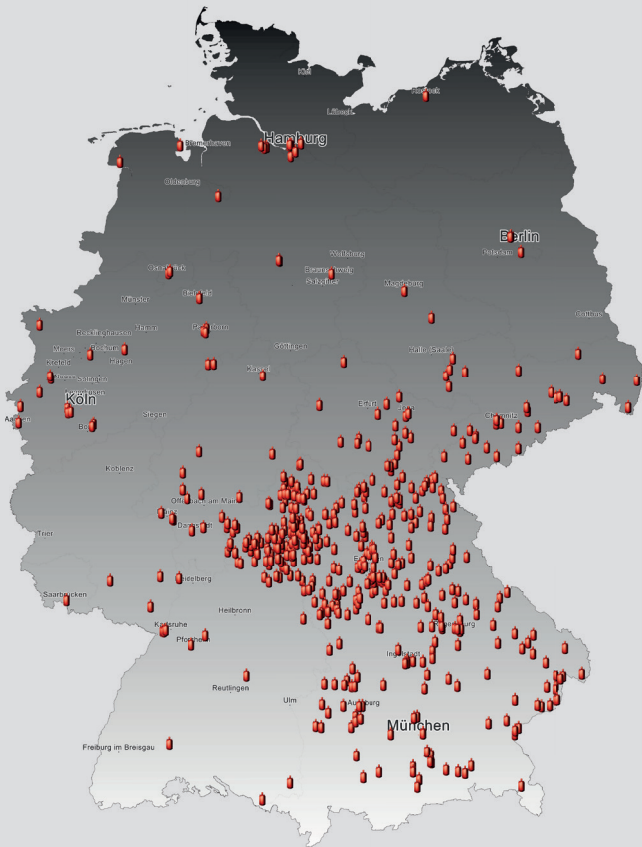 Kiel
Rostock
Lübeck
Hamburg
Bremerhaven
Oldenburg
Berlin
Potsdam
Wolfsburg
Braunschweig
Salzgitter
Osnabrück
Magdeburg
Bielefeld
Münster
Cottbus
Paderborn
Hamm
Recklinghausen
Moers
Bochum
Göttingen
Halle (Saale)
Hagen
Krefeld
Kassel
Solingen
Köln
Erfurt
Jena
Chemnitz
Siegen
Aachen
Koblenz
Offenbach am Main
Darmstadt
Trier
Heidelberg
Saarbrücken
Heilbronn
Karlsruhe
Regensburg
Pforzheim
Ingolstadt
Reutlingen
Ulm
Augsburg
München
Freiburg im Breisgau